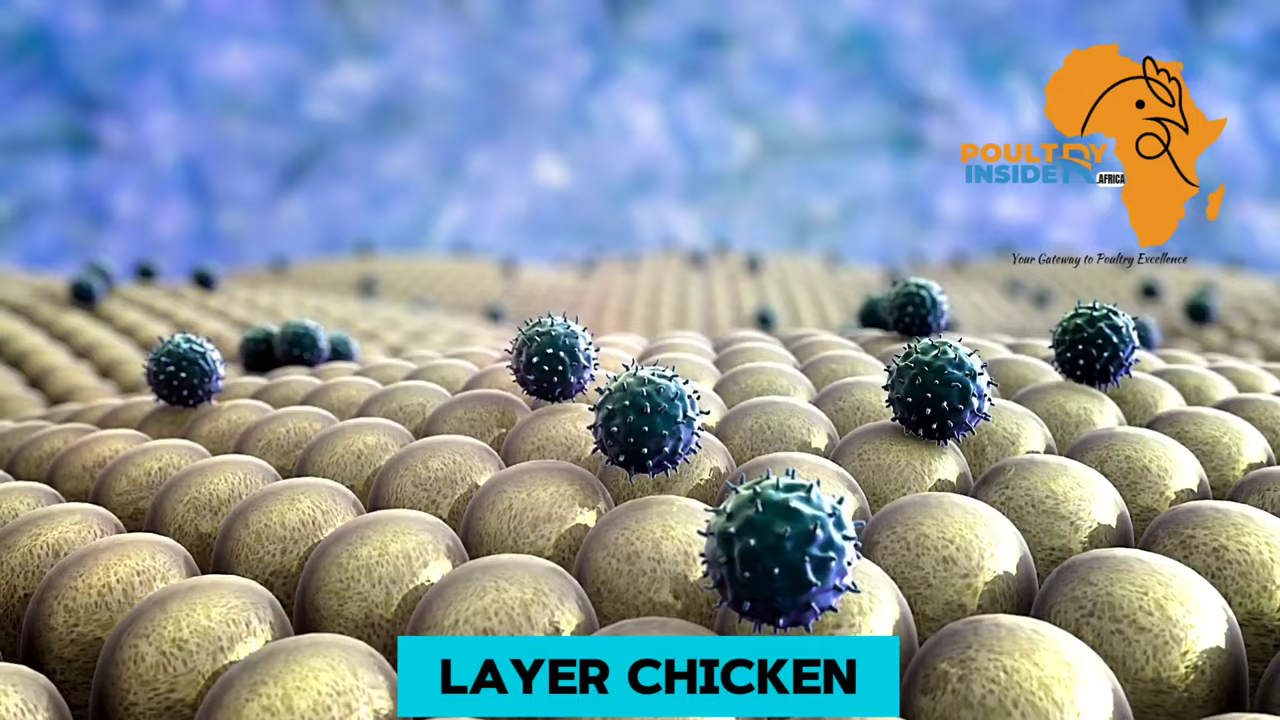 POULTRY
INSIDER
.AFRICA
Your Gateway to Poultry Excellence
LAYER CHICKEN